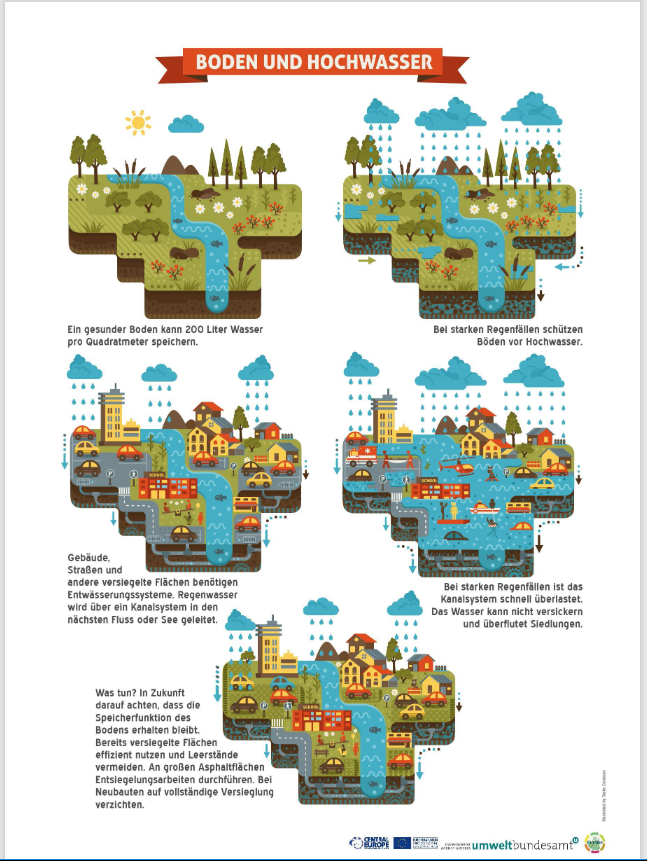 BODEN UND HOCHWASSER
Ein gesunder Boden kann 200 Liter Wasser
pro Quadratmeter speichern.
Bei starken Regenfällen schützen
Böden vor Hochwasser.
SCHOOL
P
SCHOOL
P
Gebäude,
Straßen und
andere versiegelte Flächen benötigen
Entwässerungssysteme. Regenwasser
wird über ein Kanalsystem in den
nächsten Fluss oder See geleitet.
Bei starken Regenfällen ist das
Kanalsystem schnell überlastet.
Das Wasser kann nicht versickern
und überflutet Siedlungen.
SCHOOL
P
Was tun? In Zukunft
darauf achten, dass die
Speicherfunktion des
Bodens erhalten bleibt.
Bereits versiegelte Flächen
effizient nutzen und Leerstände
vermeiden. An großen Asphaltflächen
Entsiegelungsarbeiten durchführen. Bei
Neubauten auf vollständige Versieglung
verzichten.
CENTRAL
EUROPE
umweltbundesamt